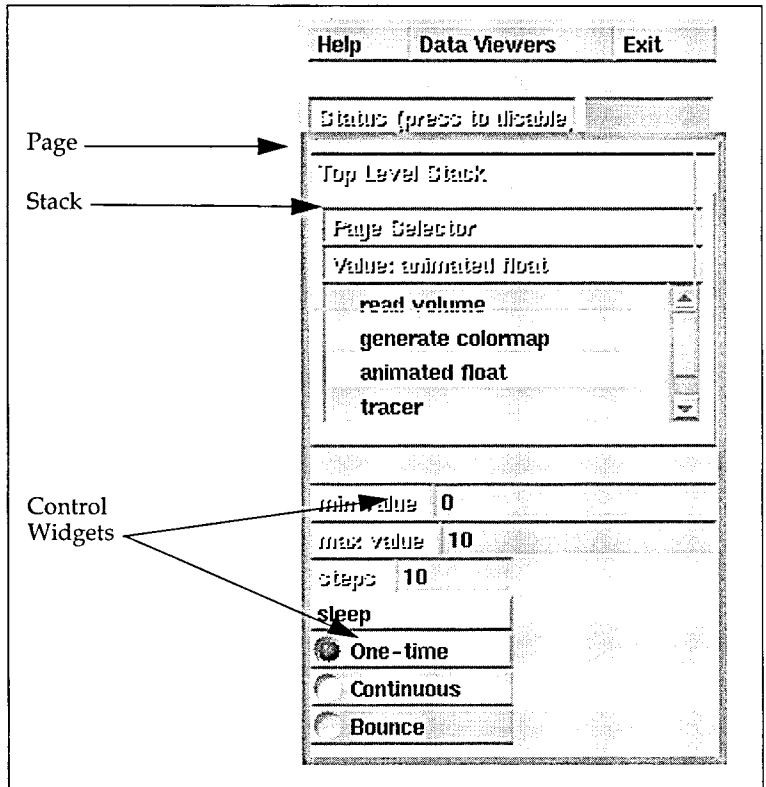 Help Data Viewers Exit
Status (press to disable)
Page
Top Level Stack
Stack
Page Selector
Value: animated float
read volume
generate colormap
animated float
tracer
Control
Widgets
min value 0
max value 10
steps 10
sleep
One-time
Continuous
Bounce